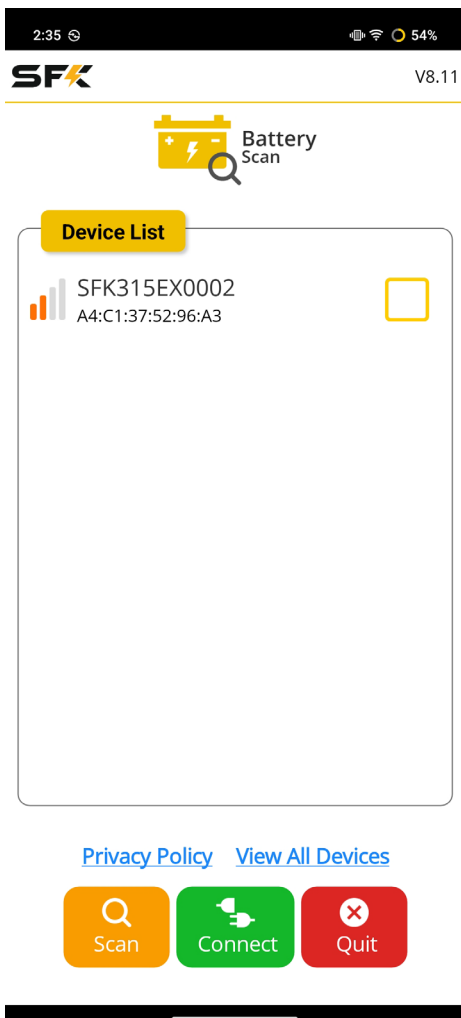 2:35 54%
SFK V8.11
Battery
Scan
Device List
SFK315EX0002
A4:C1:37:52:96:A3
Privacy Policy View All Devices
Scan Connect Quit